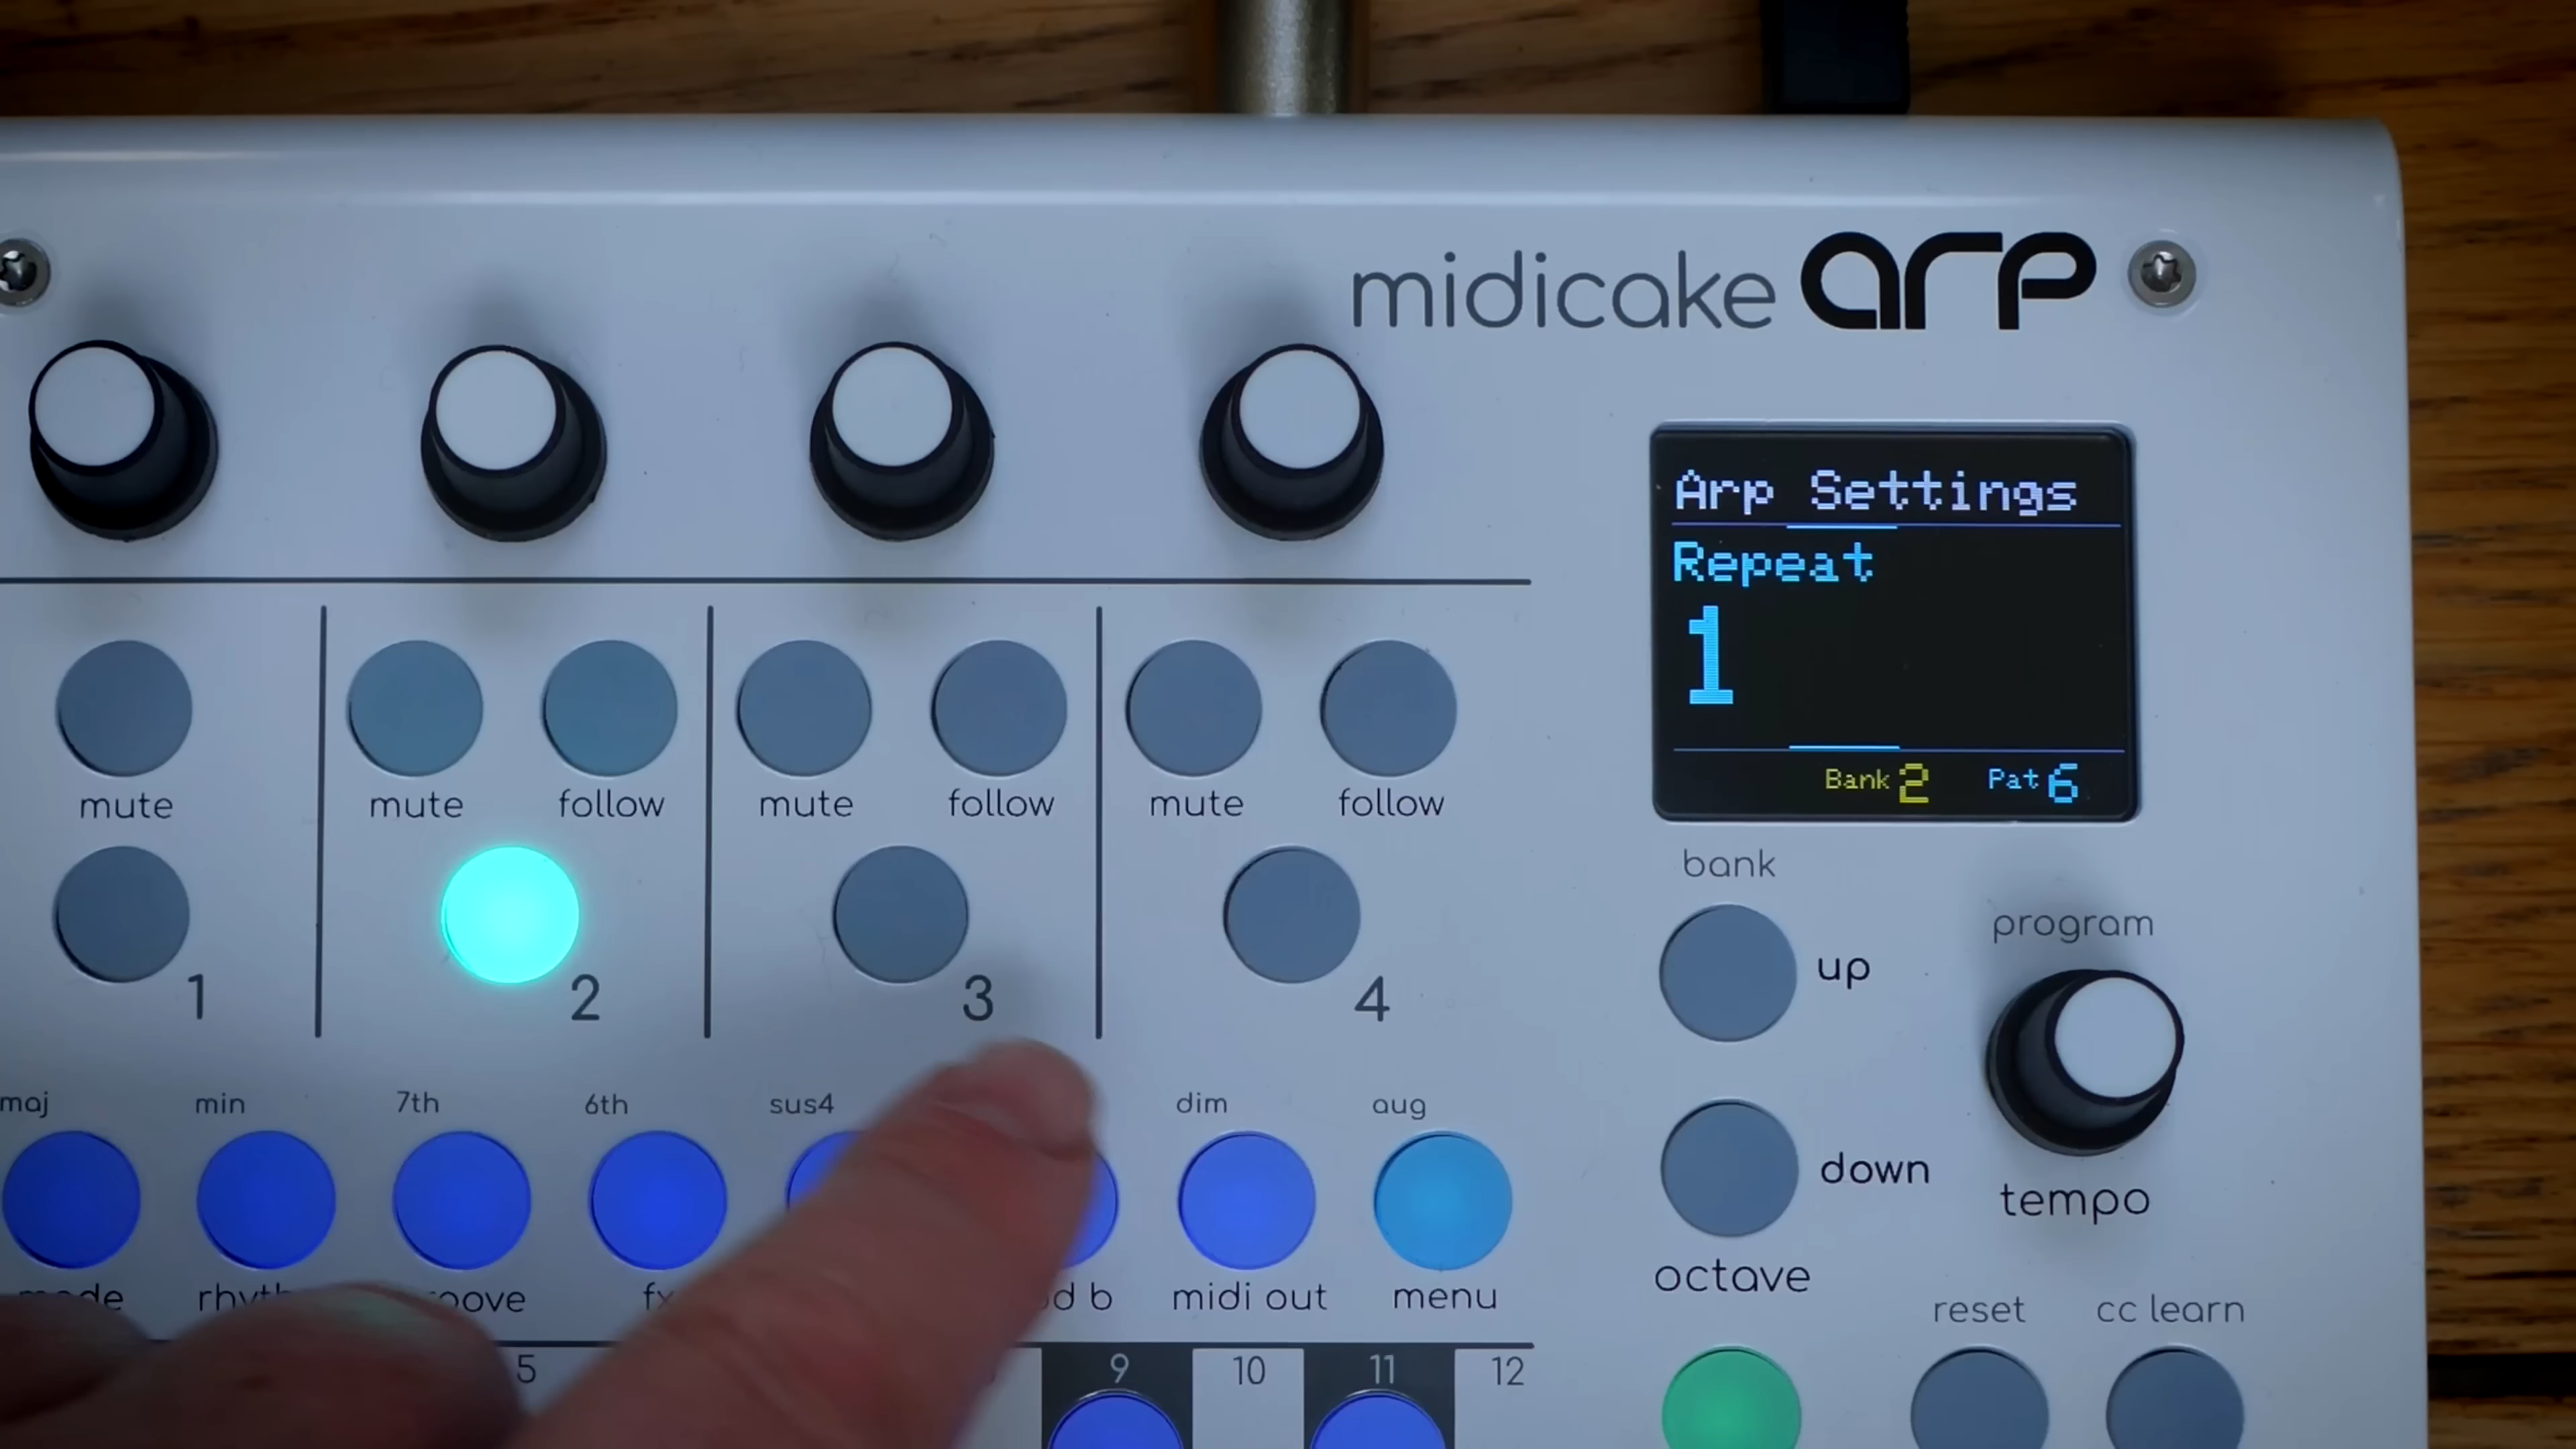 midicake arp
Arp Settings
Repeat
1
Bank 2 Pat 6
mute mute follow mute follow mute follow
1 2 3 4
bank
up
program
down
tempo
octave
maj min 7th 6th sus4 dim aug
midi out menu
reset cc learn
5 9 10 11 12